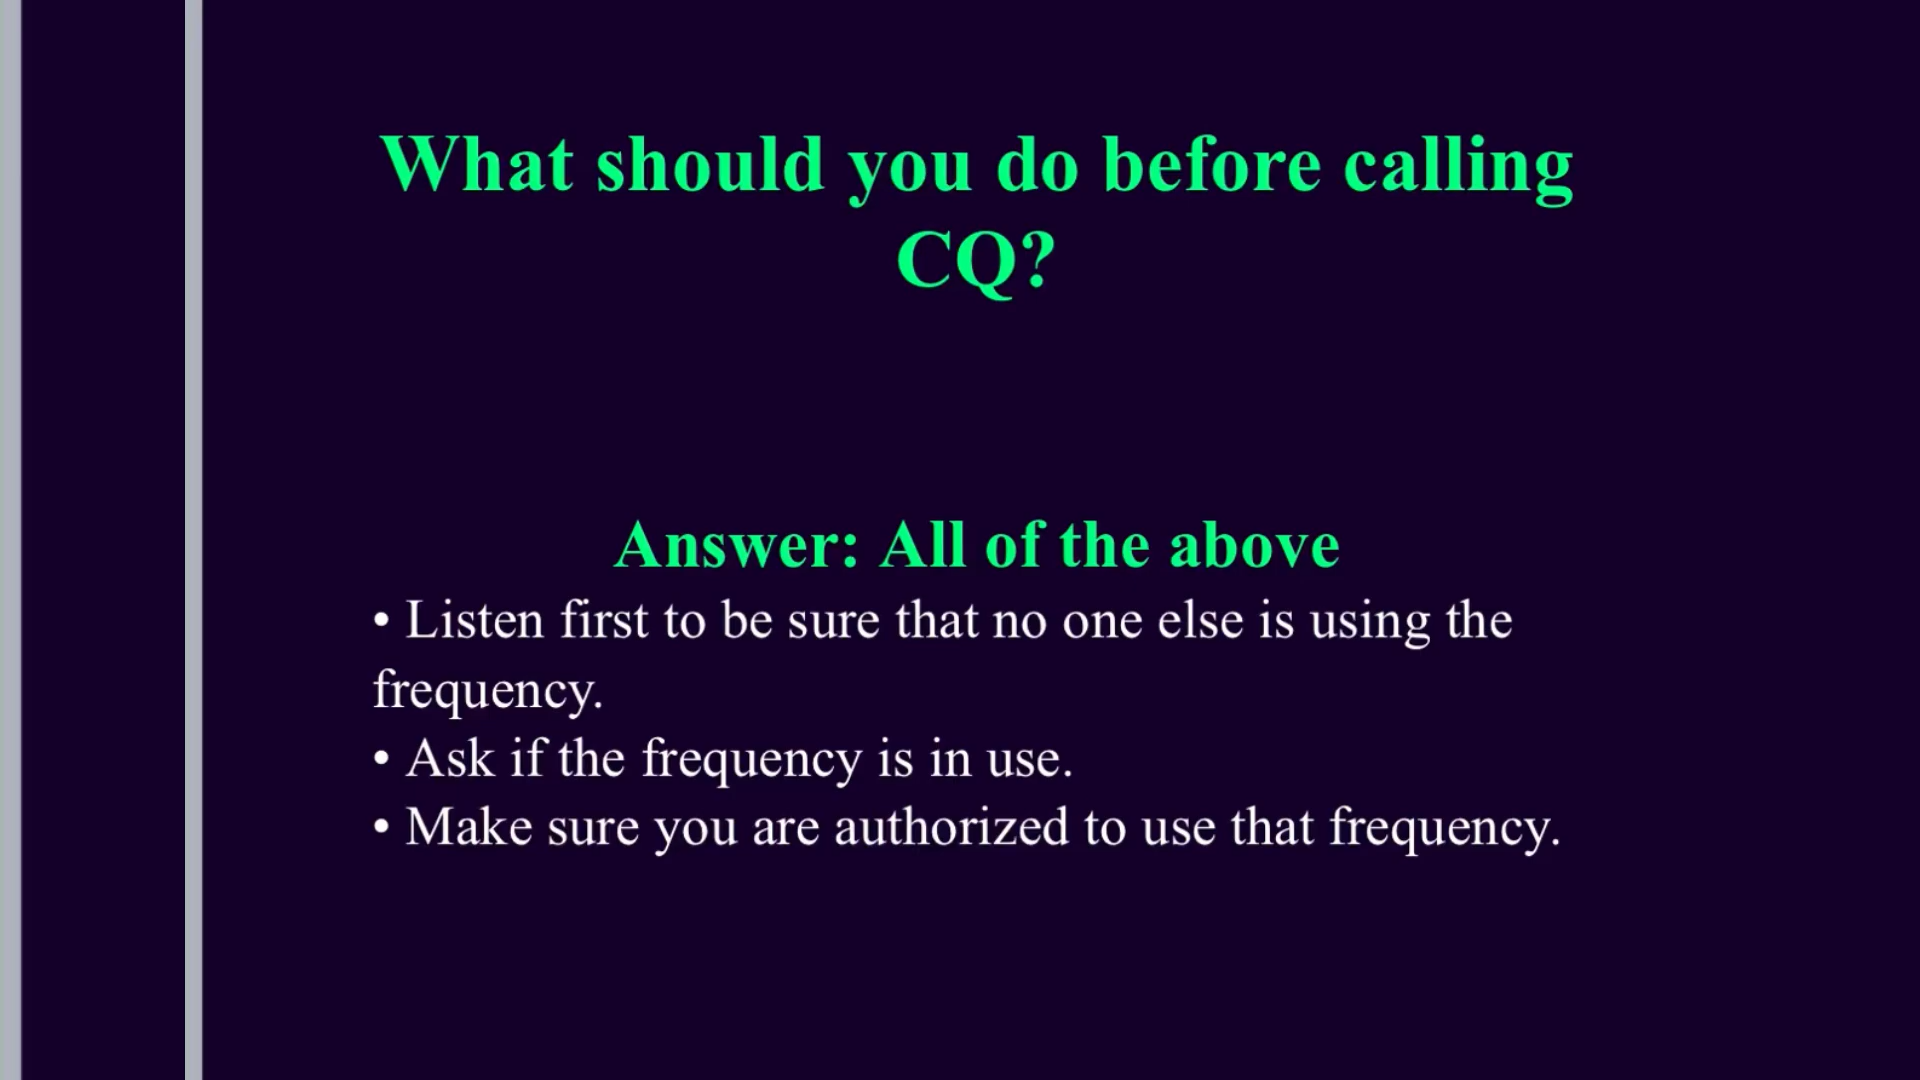 What should you do before calling
CQ?
Answer: All of the above
• Listen first to be sure that no one else is using the
frequency.
• Ask if the frequency is in use.
• Make sure you are authorized to use that frequency.